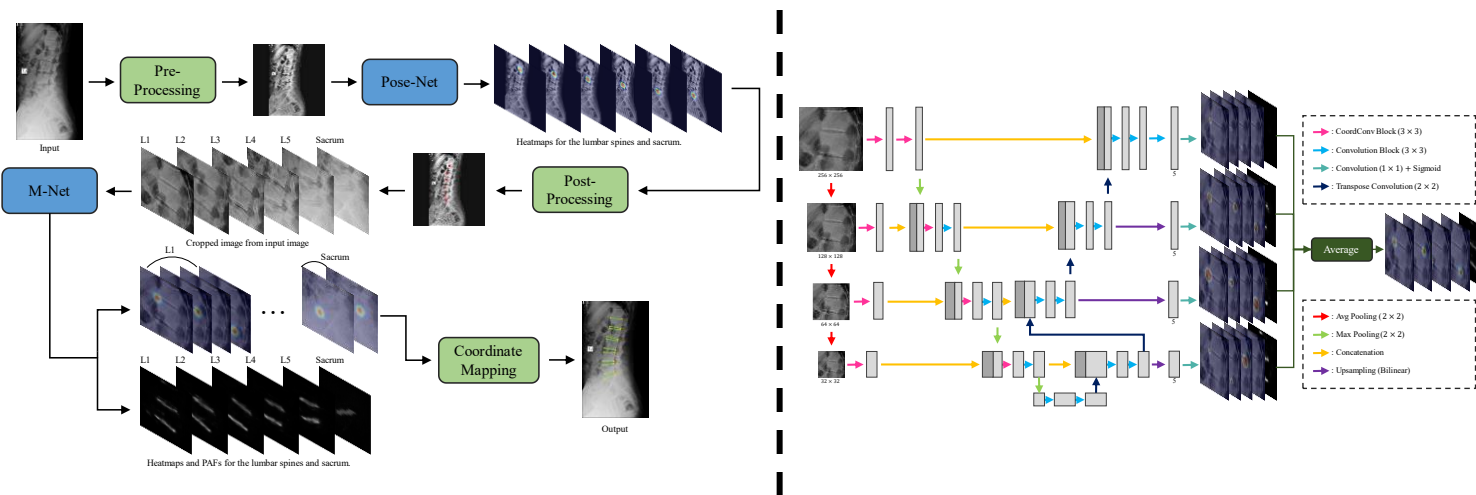 Input
Pre-
Processing
Pose-Net
Heatmaps for the lumbar spines and sacrum.
L1 L2 L3 L4 L5 Sacrum
M-Net
Cropped image from input image
Post-
Processing
L1
Sacrum
...
L1 L2 L3 L4 L5 Sacrum
Heatmaps and PAFs for the lumbar spines and sacrum.
Coordinate
Mapping
Output
256 × 256
128 × 128
64 × 64
32 × 32
5
5
5
5
Average
: CoordConv Block (3 × 3)
: Convolution Block (3 × 3)
: Convolution (1 × 1) + Sigmoid
: Transpose Convolution (2 × 2)
: Avg Pooling (2 × 2)
: Max Pooling (2 × 2)
: Concatenation
: Upsampling (Bilinear)